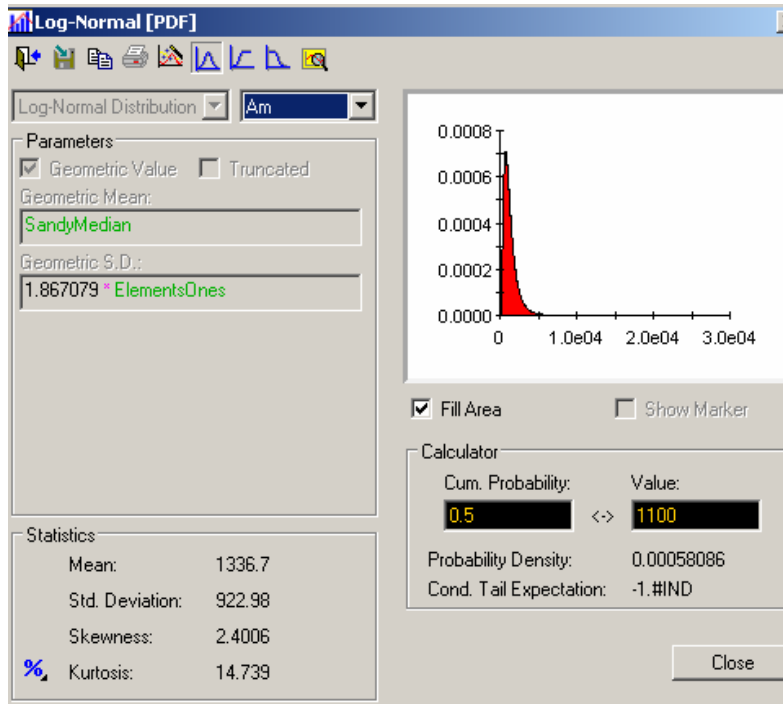 Log-Normal [PDF]
Log-Normal Distribution Am
Parameters
Geometric Value Truncated
Geometric Mean:
SandyMedian
Geometric S.D.:
1.867079 * ElementsOnes
Statistics
Mean: 1336.7
Std. Deviation: 922.98
Skewness: 2.4006
% Kurtosis: 14.739
0.0008
0.0006
0.0004
0.0002
0.0000
0 1.0e04 2.0e04 3.0e04
Fill Area Show Marker
Calculator
Cum. Probability: Value:
0.5 <-> 1100
Probability Density: 0.00058086
Cond. Tail Expectation: -1.#IND
Close